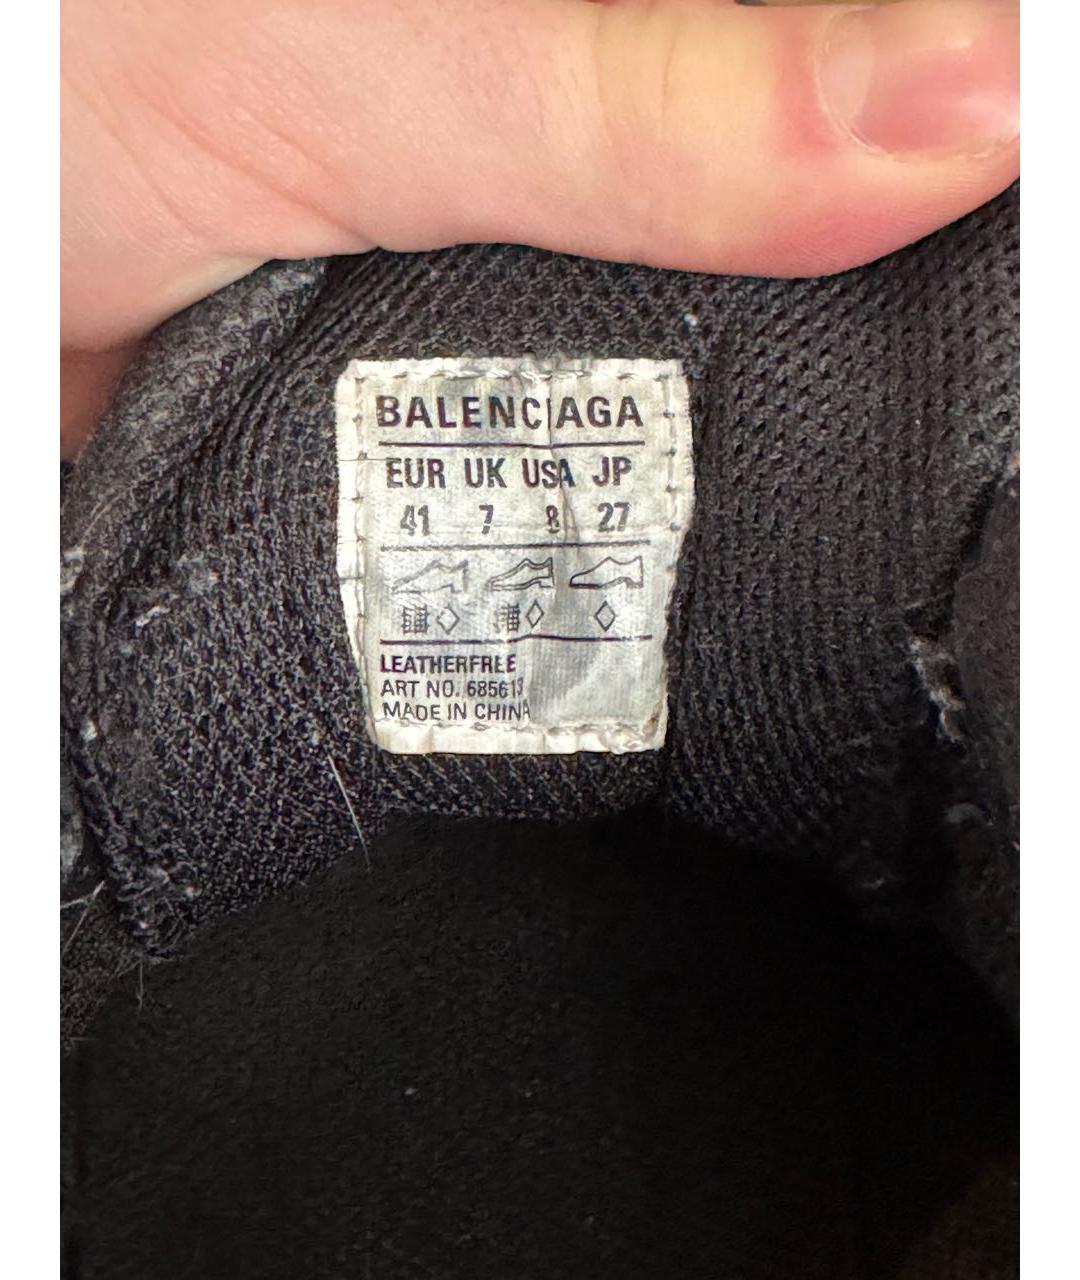 BALENCIAGA
EUR UK USA JP
41 7 8 27
LEATHERFREE
ART NO. 685613
MADE IN CHINA